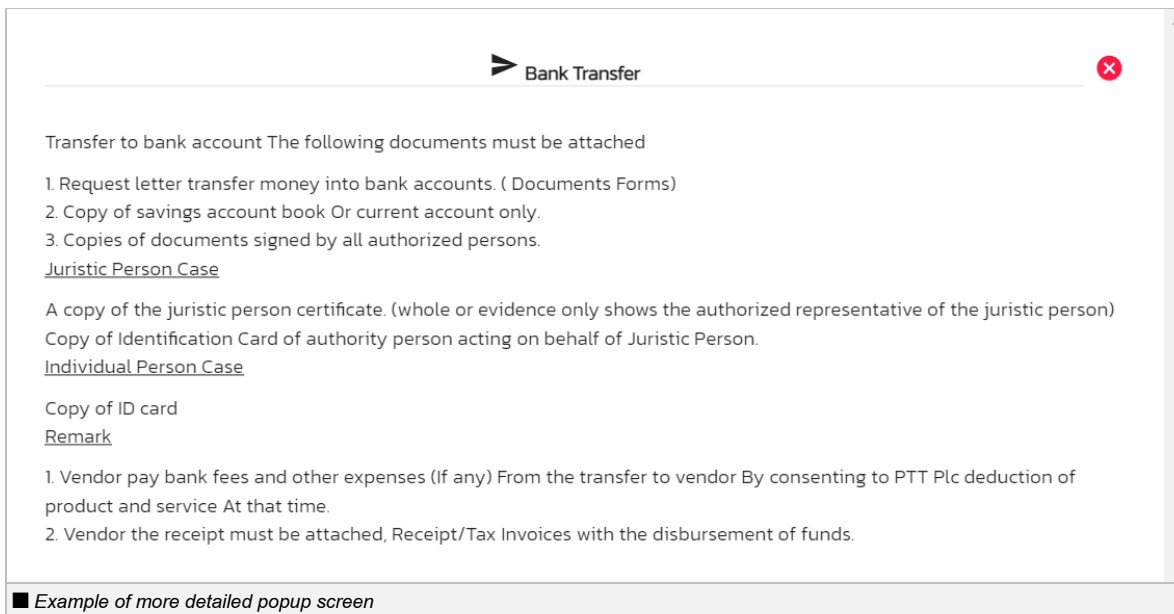 Bank Transfer
Transfer to bank account The following documents must be attached
1. Request letter transfer money into bank accounts. ( Documents Forms)
2. Copy of savings account book Or current account only.
3. Copies of documents signed by all authorized persons.
Juristic Person Case
A copy of the juristic person certificate. (whole or evidence only shows the authorized representative of the juristic person)
Copy of Identification Card of authority person acting on behalf of Juristic Person.
Individual Person Case
Copy of ID card
Remark
1. Vendor pay bank fees and other expenses (If any) From the transfer to vendor By consenting to PTT Plc deduction of
product and service At that time.
2. Vendor the receipt must be attached, Receipt/Tax Invoices with the disbursement of funds.
Example of more detailed popup screen